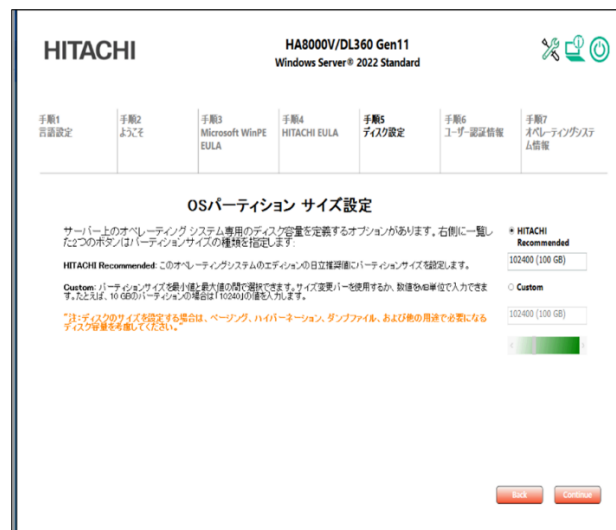 HITACHI
HA8000V/DL360 Gen11
Windows Server® 2022 Standard
手順1
言語設定
手順2
ようこそ
手順3
Microsoft WinPE
EULA
手順4
HITACHI EULA
手順5
ディスク設定
手順6
ユーザー認証情報
手順7
オペレーティングシステ
ム情報
OSパーティション サイズ設定
サーバー上のオペレーティング システム専用のディスク容量を定義するオプションがあります。右側に一覧し
た2つのボタンはパーティションサイズの種類を指定します:
HITACHI Recommended: このオペレーティングシステムのエディションの日立推奨値にパーティションサイズを設定します。
Custom: パーティションサイズを最小値と最大値の間で選択できます。サイズ変更バーを使用するか、数値をMB単位で入力できま
す。たとえば、10 GBのパーティションの場合は「10240」の値を入力します。
"注:ディスクのサイズを設定する場合は、ページング、ハイバーネーション、ダンプファイル、および他の用途で必要になる
ディスク容量を考慮してください。"
HITACHI
Recommended
102400 (100 GB)
Custom
102400 (100 GB)
Back
Continue